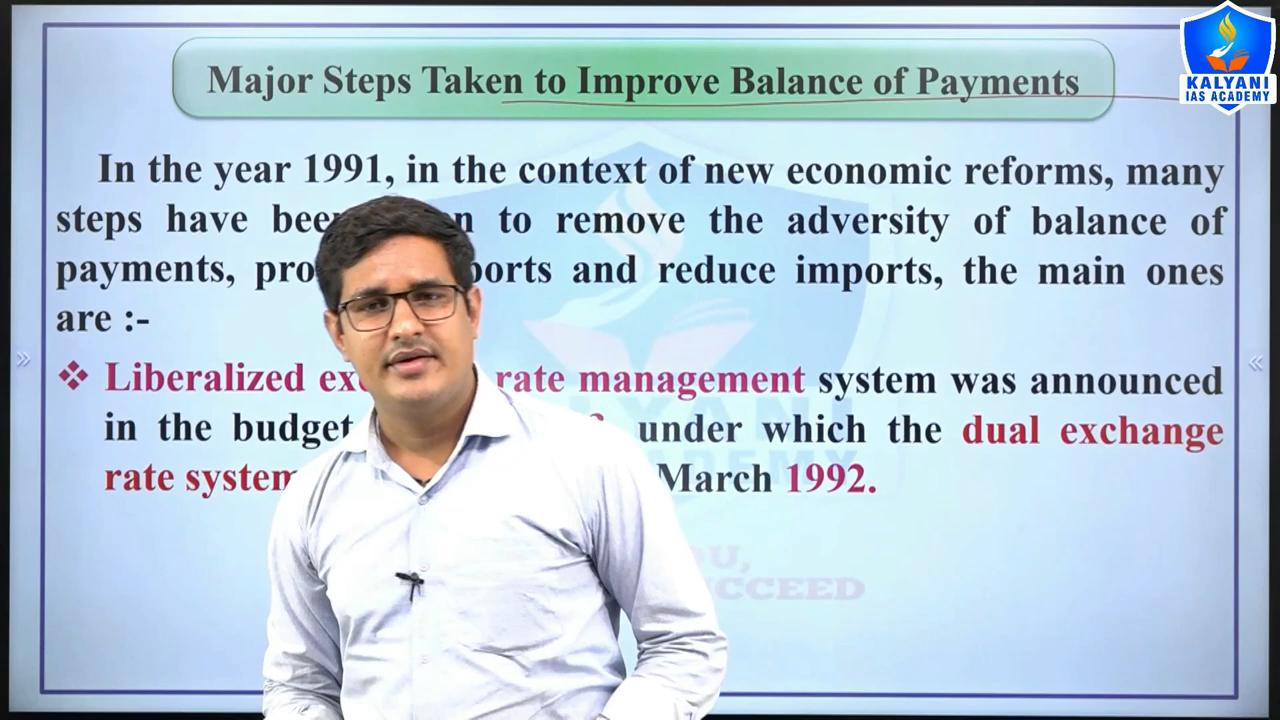 KALYANI
IAS ACADEMY
Major Steps Taken to Improve Balance of Payments
In the year 1991, in the context of new economic reforms, many
steps have to remove the adversity of balance of
payments, and reduce imports, the main ones
are :-
❖ Liberalized rate management system was announced
in the budget under which the dual exchange
rate system March 1992.